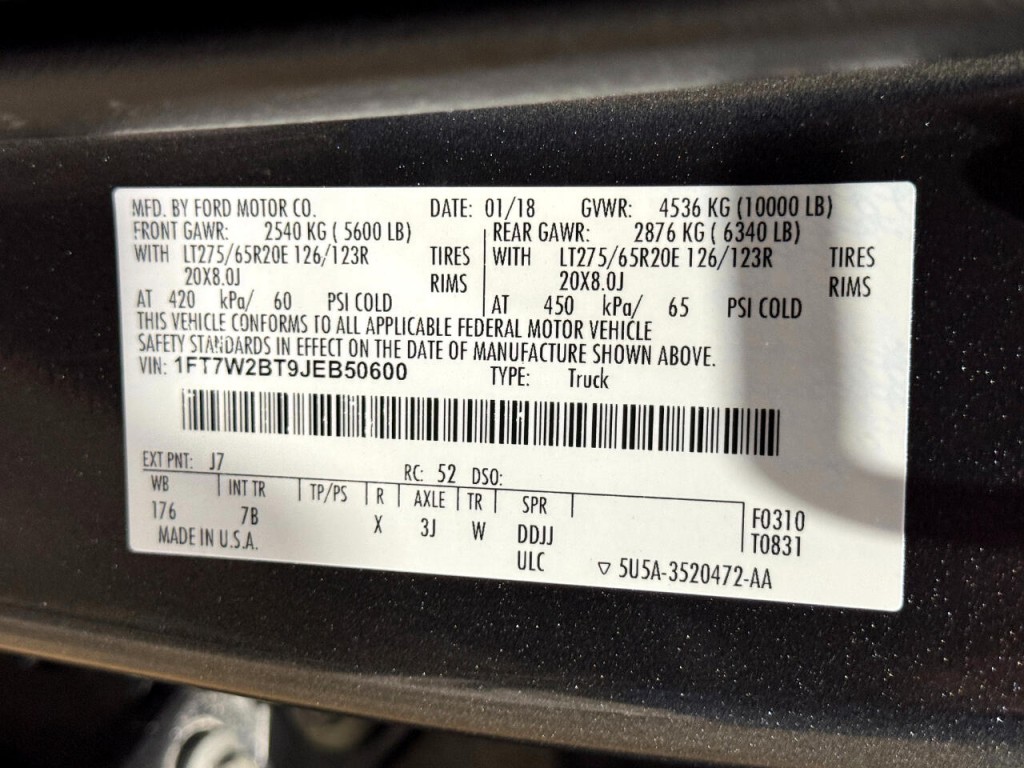 MFD. BY FORD MOTOR CO. DATE: 01/18 GVWR: 4536 KG (10000 LB)
FRONT GAWR: 2540 KG ( 5600 LB) REAR GAWR: 2876 KG ( 6340 LB)
WITH LT275/65R20E 126/123R TIRES WITH LT275/65R20E 126/123R TIRES
20X8.0J RIMS 20X8.0J RIMS
AT 420 kPa/ 60 PSI COLD AT 450 kPa/ 65 PSI COLD
THIS VEHICLE CONFORMS TO ALL APPLICABLE FEDERAL MOTOR VEHICLE
SAFETY STANDARDS IN EFFECT ON THE DATE OF MANUFACTURE SHOWN ABOVE.
VIN: 1FT7W2BT9JEB50600 TYPE: Truck
EXT PNT: J7 RC: 52 DSO:
WB INT TR TP/PS R AXLE TR SPR
176 7B X 3J W DDJJ F0310
MADE IN U.S.A. ULC T0831
▽ 5U5A-3520472-AA